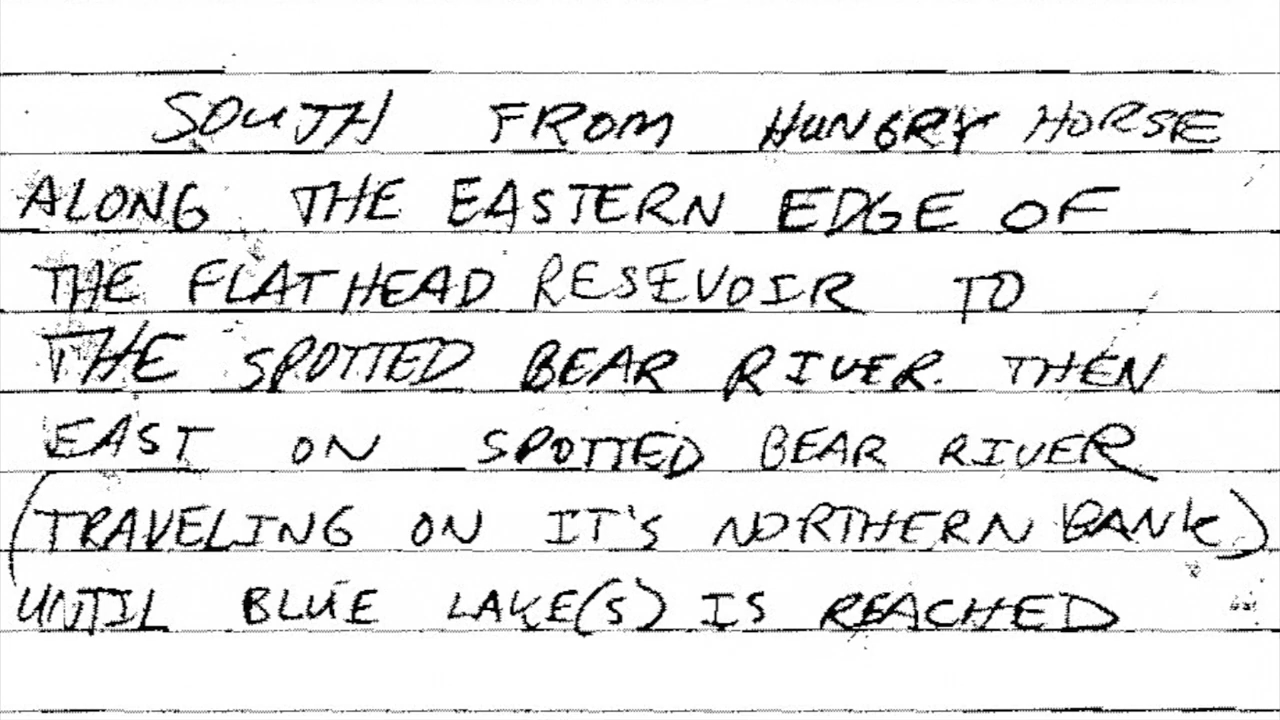 SOUTH FROM HUNGRY HORSE
ALONG THE EASTERN EDGE OF
THE FLATHEAD RESEVOIR TO
THE SPOTTED BEAR RIVER. THEN
EAST ON SPOTTED BEAR RIVER
(TRAVELING ON IT'S NORTHERN BANK)
UNTIL BLUE LAKE(S) IS REACHED